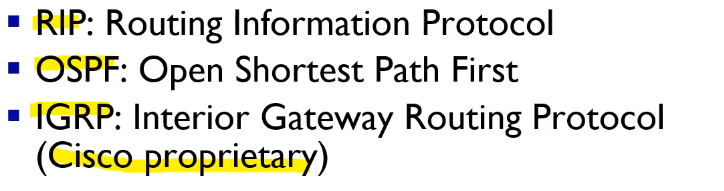 ▪ RIP: Routing Information Protocol
▪ OSPF: Open Shortest Path First
▪ IGRP: Interior Gateway Routing Protocol
(Cisco proprietary)